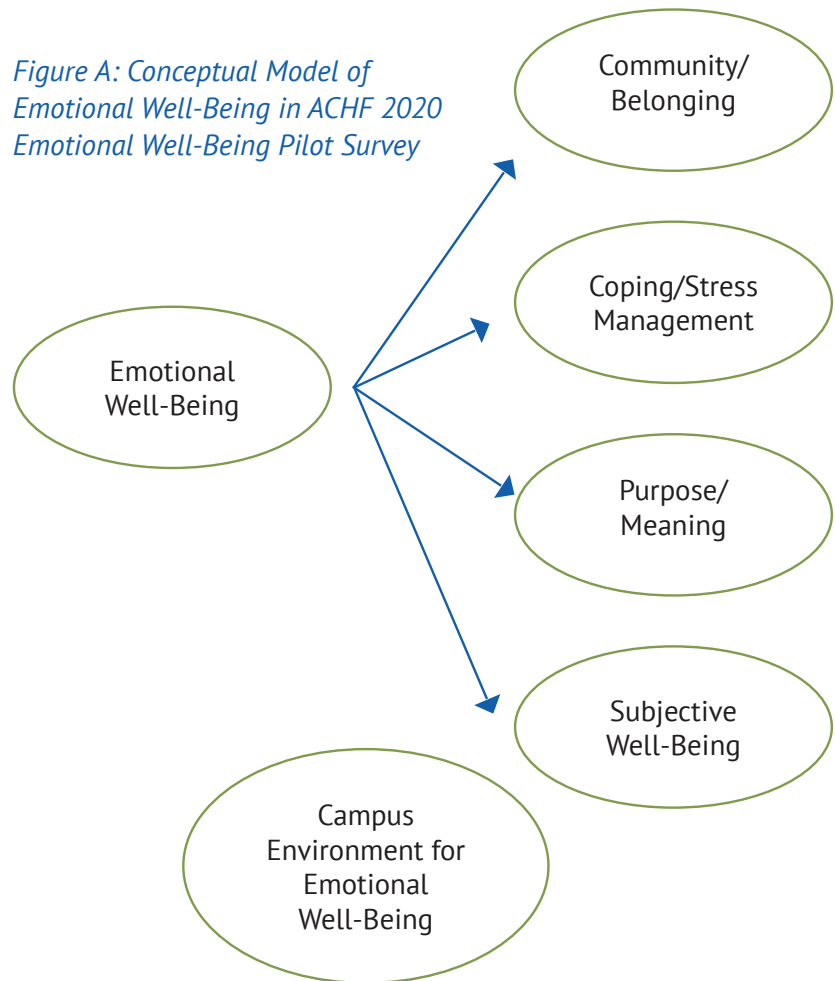 Figure A: Conceptual Model of
Emotional Well-Being in ACHF 2020
Emotional Well-Being Pilot Survey
Community/
Belonging
Coping/Stress
Management
Emotional
Well-Being
Purpose/
Meaning
Subjective
Well-Being
Campus
Environment for
Emotional
Well-Being